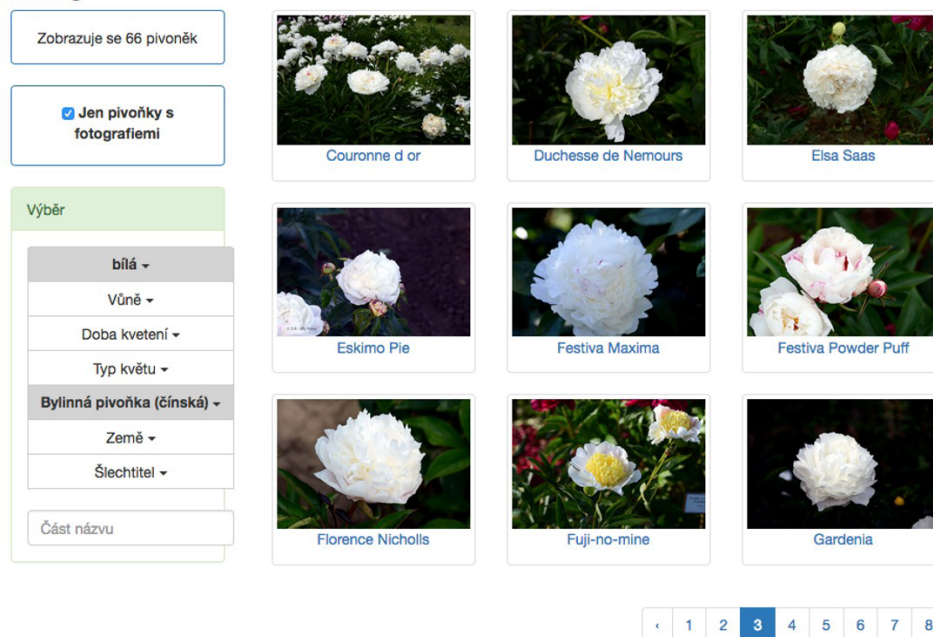 Zobrazuje se 66 pivoněk
Jen pivoňky s
fotografiemi
Výběr
bílá
Vůně
Doba kvetení
Typ květu
Bylinná pivoňka (čínská)
Země
Šlechtitel
Část názvu
Couronne d or
Duchesse de Nemours
Elsa Saas
Eskimo Pie
Festiva Maxima
Festiva Powder Puff
Florence Nicholls
Fuji-no-mine
Gardenia
‹ 1 2 3 4 5 6 7 8